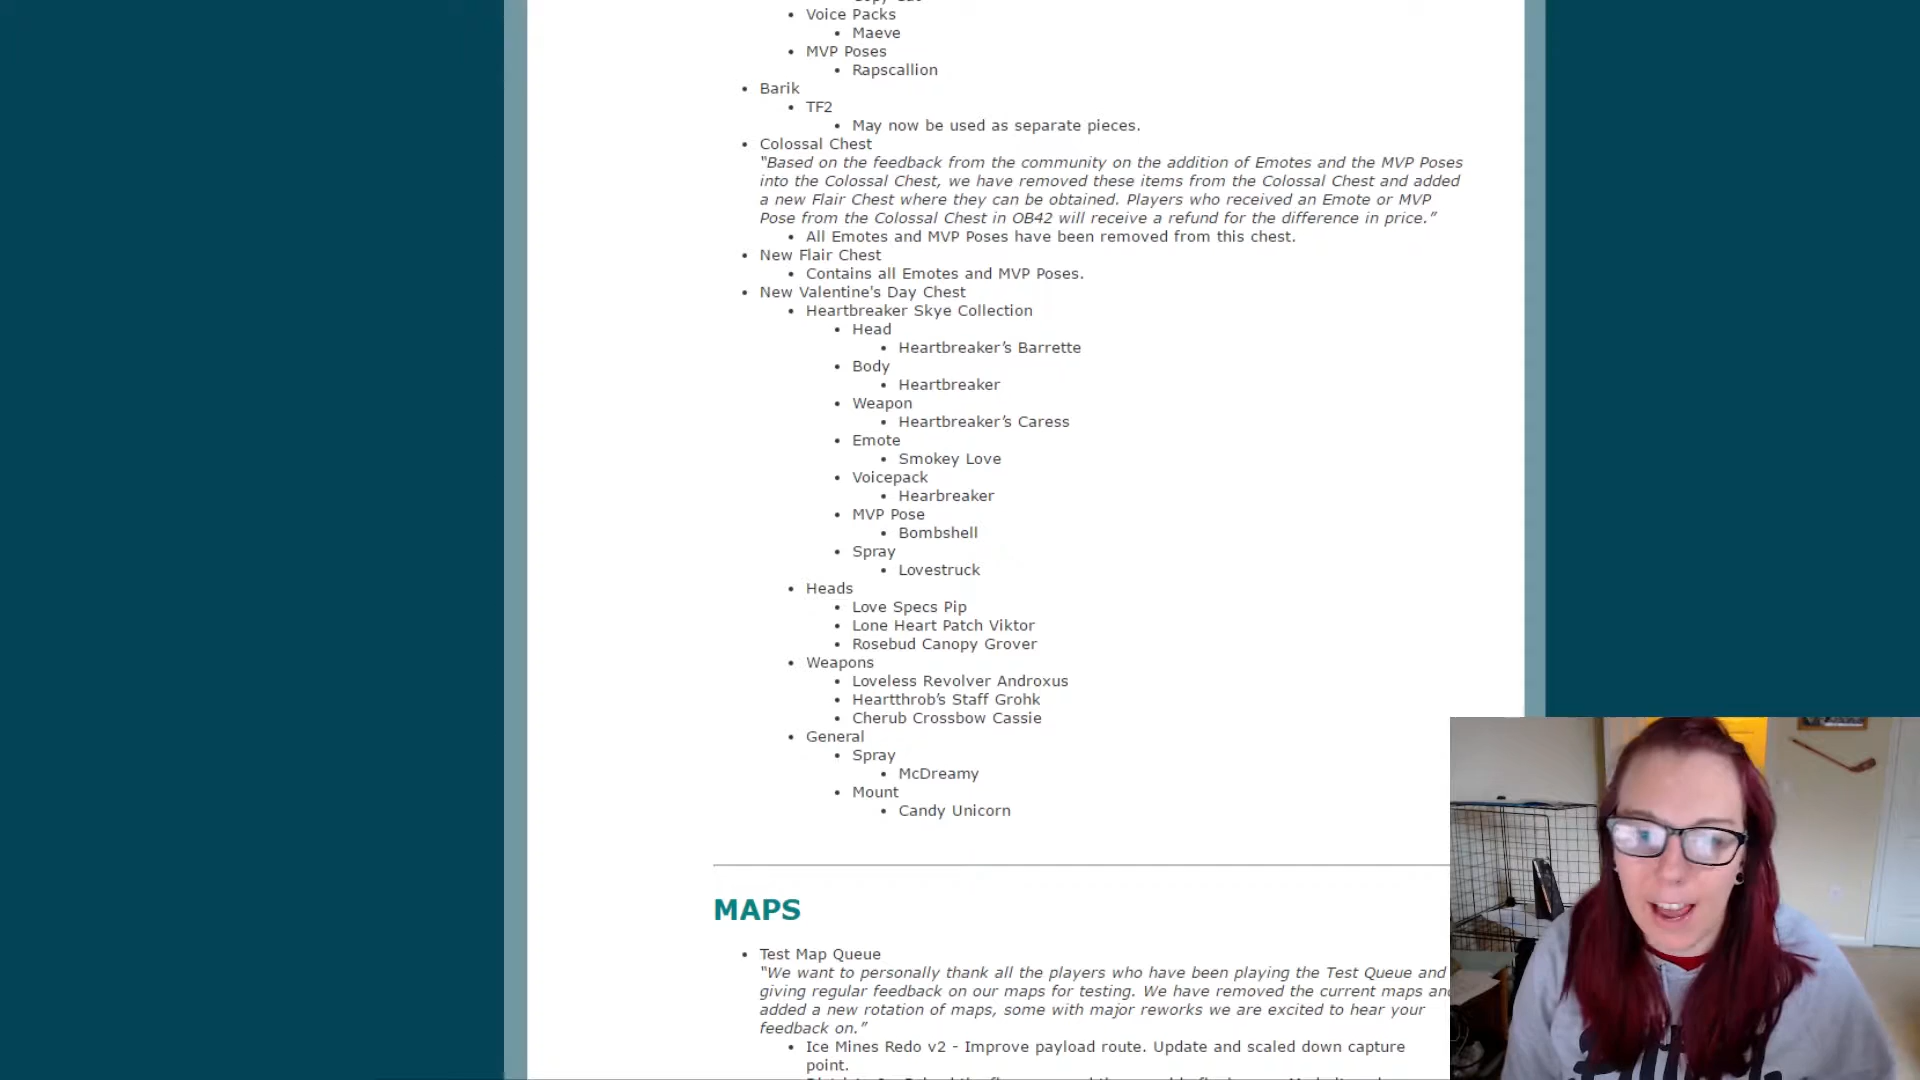 Voice Packs
Maeve
MVP Poses
Rapscallion
Barik
TF2
May now be used as separate pieces.
Colossal Chest
"Based on the feedback from the community on the addition of Emotes and the MVP Poses
into the Colossal Chest, we have removed these items from the Colossal Chest and added
a new Flair Chest where they can be obtained. Players who received an Emote or MVP
Pose from the Colossal Chest in OB42 will receive a refund for the difference in price."
All Emotes and MVP Poses have been removed from this chest.
New Flair Chest
Contains all Emotes and MVP Poses.
New Valentine's Day Chest
Heartbreaker Skye Collection
Head
Heartbreaker's Barrette
Body
Heartbreaker
Weapon
Heartbreaker's Caress
Emote
Smokey Love
Voicepack
Hearbreaker
MVP Pose
Bombshell
Spray
Lovestruck
Heads
Love Specs Pip
Lone Heart Patch Viktor
Rosebud Canopy Grover
Weapons
Loveless Revolver Androxus
Heartthrob's Staff Grohk
Cherub Crossbow Cassie
General
Spray
McDreamy
Mount
Candy Unicorn
MAPS
Test Map Queue
"We want to personally thank all the players who have been playing the Test Queue and
giving regular feedback on our maps for testing. We have removed the current maps and
added a new rotation of maps, some with major reworks we are excited to hear your
feedback on."
Ice Mines Redo v2 - Improve payload route. Update and scaled down capture
point.